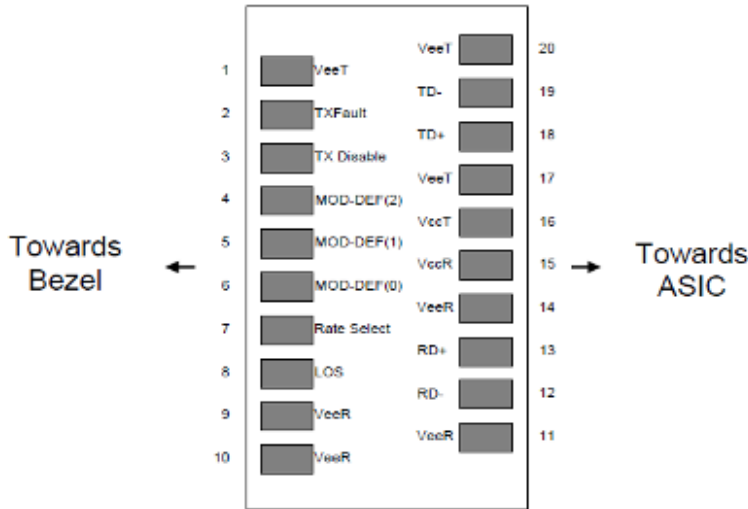 VeeT 20
1 VeeT
TD- 19
2 TXFault
TD+ 18
3 TX Disable
VeeT 17
4 MOD-DEF(2)
VccT 16
5 MOD-DEF(1)
Towards
Bezel
VccR 15
Towards
ASIC
6 MOD-DEF(0)
VeeR 14
7 Rate Select
RD+ 13
8 LOS
RD- 12
9 VeeR
VeeR 11
10 VeeR